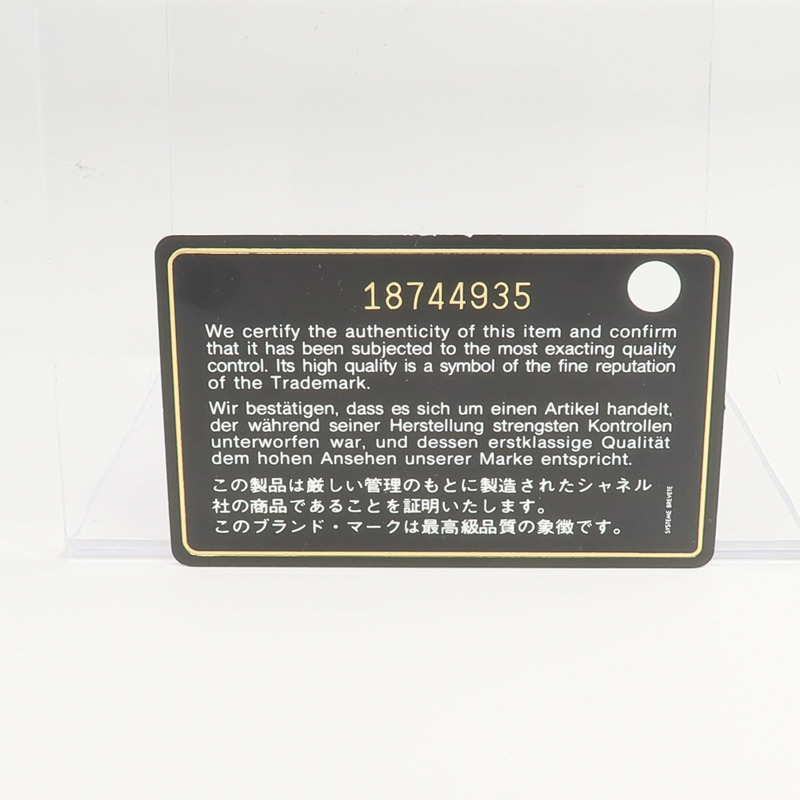 18744935
We certify the authenticity of this item and confirm
that it has been subjected to the most exacting quality
control. Its high quality is a symbol of the fine reputation
of the Trademark.
Wir bestätigen, dass es sich um einen Artikel handelt,
der während seiner Herstellung strengsten Kontrollen
unterworfen war, und dessen erstklassige Qualität
dem hohen Ansehen unserer Marke entspricht.
この製品は厳しい管理のもとに製造されたシャネル
社の商品であることを証明いたします。
このブランド・マークは最高級品質の象徴です。
SYSTEME BREVETE